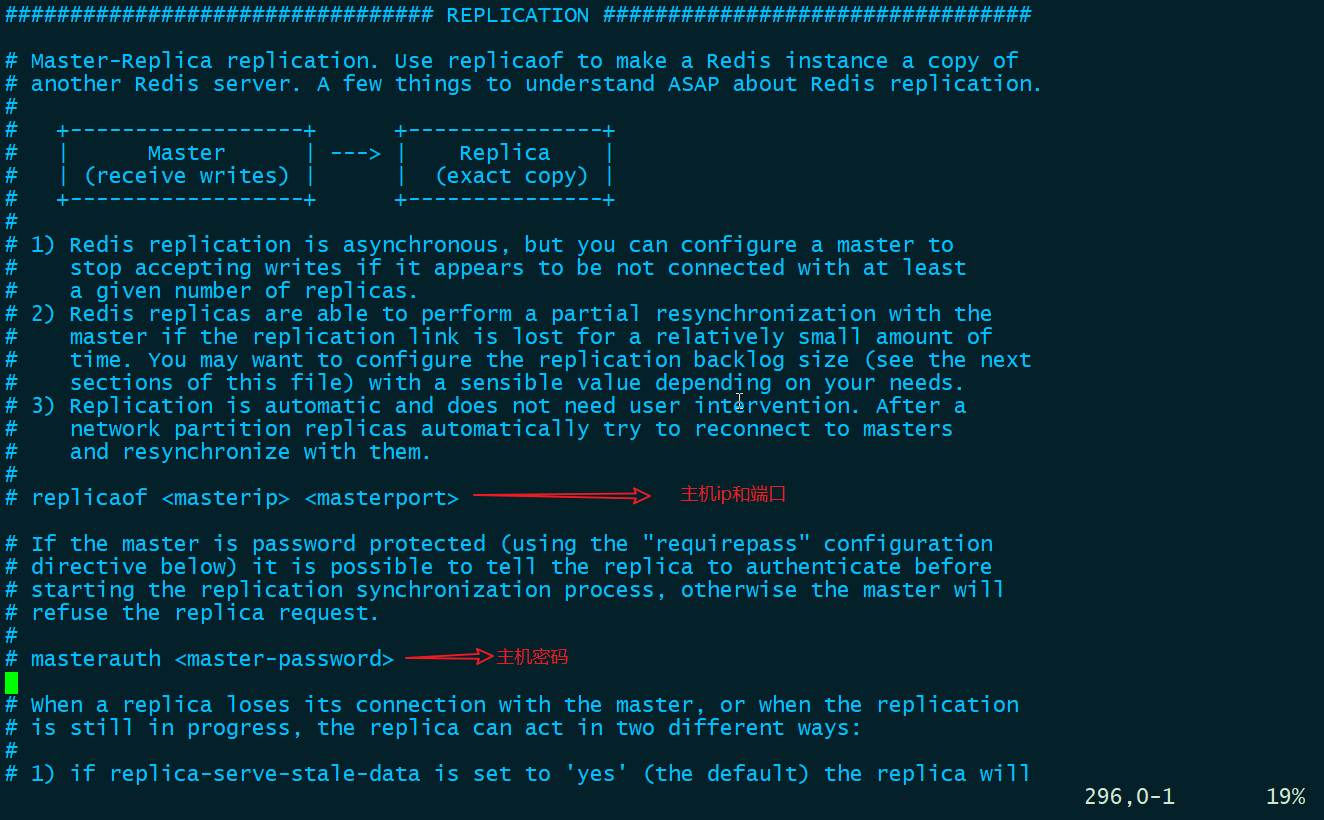 ################################# REPLICATION #################################
# Master-Replica replication. Use replicaof to make a Redis instance a copy of
# another Redis server. A few things to understand ASAP about Redis replication.
#
#   +------------------+      +---------------+
#   |      Master      | ---> |    Replica    |
#   | (receive writes) |      |  (exact copy) |
#   +------------------+      +---------------+
#
# 1) Redis replication is asynchronous, but you can configure a master to
#    stop accepting writes if it appears to be not connected with at least
#    a given number of replicas.
# 2) Redis replicas are able to perform a partial resynchronization with the
#    master if the replication link is lost for a relatively small amount of
#    time. You may want to configure the replication backlog size (see the next
#    sections of this file) with a sensible value depending on your needs.
# 3) Replication is automatic and does not need user intervention. After a
#    network partition replicas automatically try to reconnect to masters
#    and resynchronize with them.
#
# replicaof <masterip> <masterport> 主机ip和端口
# If the master is password protected (using the "requirepass" configuration
# directive below) it is possible to tell the replica to authenticate before
# starting the replication synchronization process, otherwise the master will
# refuse the replica request.
#
# masterauth <master-password> 主机密码
# When a replica loses its connection with the master, or when the replication
# is still in progress, the replica can act in two different ways:
#
# 1) if replica-serve-stale-data is set to 'yes' (the default) the replica will
296,0-1 19%